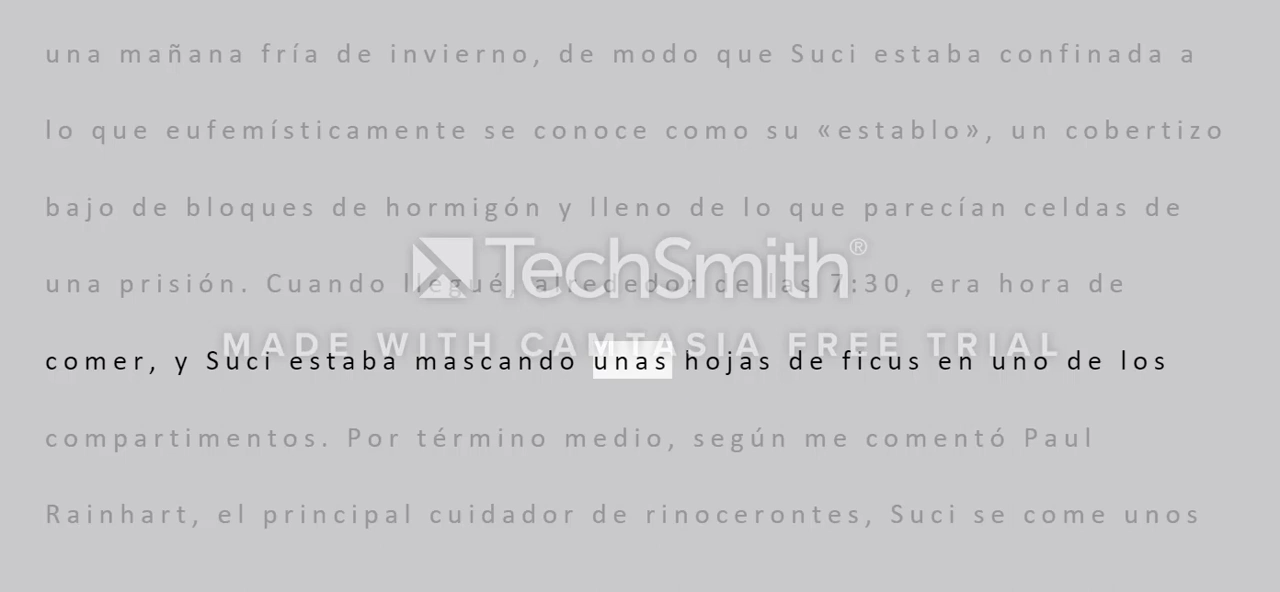 una mañana fría de invierno, de modo que Suci estaba confinada a
lo que eufemísticamente se conoce como su «establo», un cobertizo
bajo de bloques de hormigón y lleno de lo que parecían celdas de
TechSmith®
una prisión. Cuando llegué, alrededor de las 7:30, era hora de
MADE WITH CAMTASIA FREE TRIAL
comer, y Suci estaba mascando unas hojas de ficus en uno de los
compartimentos. Por término medio, según me comentó Paul
Rainhart, el principal cuidador de rinocerontes, Suci se come unos